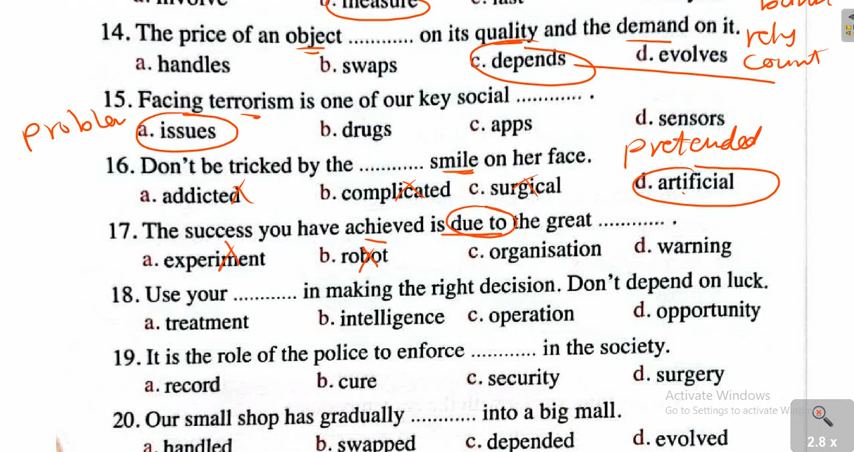 b. measure
14. The price of an object ............ on its quality and the demand on it.
rely
a. handles b. swaps c. depends d. evolves
count
15. Facing terrorism is one of our key social ............ .
problem
a. issues b. drugs c. apps d. sensors
pretended
16. Don't be tricked by the ............ smile on her face.
a. addicted b. complicated c. surgical d. artificial
17. The success you have achieved is due to the great ............ .
a. experiment b. robot c. organisation d. warning
18. Use your ............ in making the right decision. Don't depend on luck.
a. treatment b. intelligence c. operation d. opportunity
19. It is the role of the police to enforce ............ in the society.
a. record b. cure c. security d. surgery
Activate Windows
Go to Settings to activate W
20. Our small shop has gradually ............ into a big mall.
a. handled b. swapped c. depended d. evolved
2.8 x